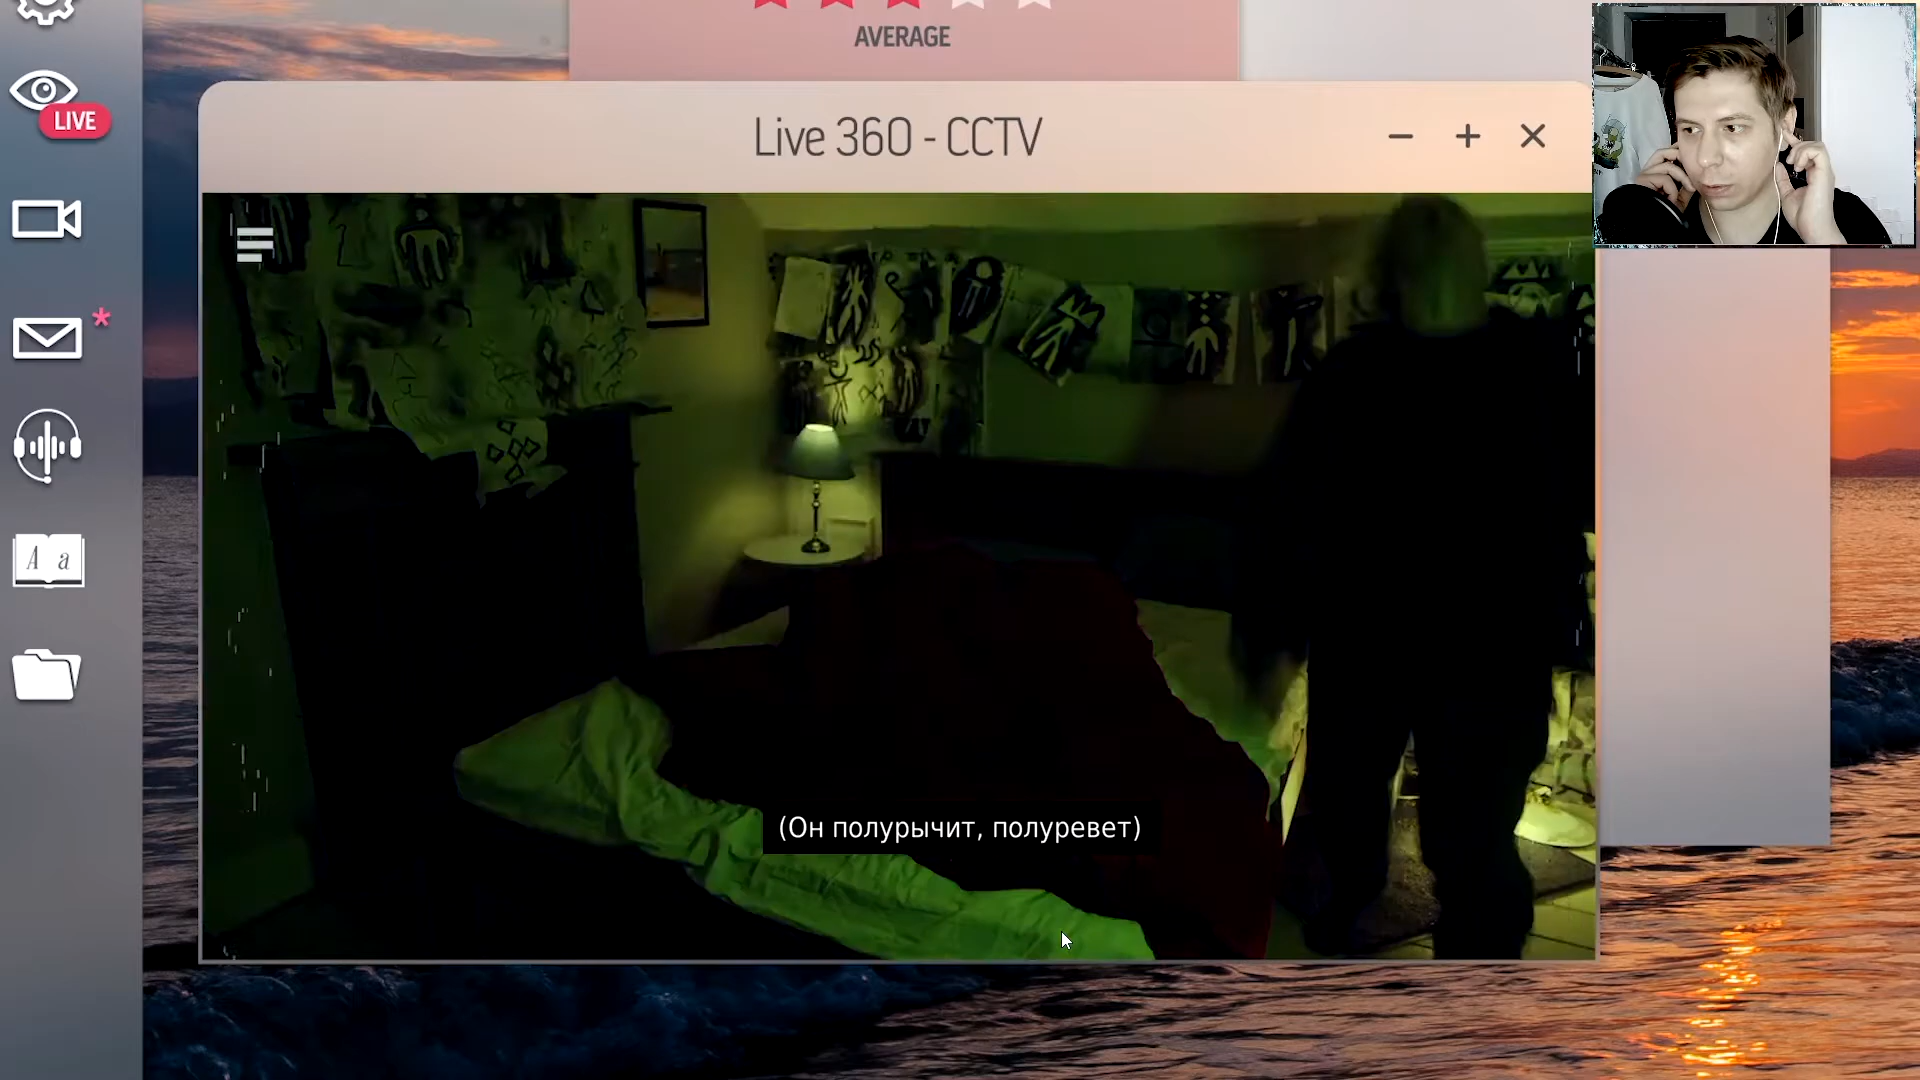 AVERAGE
LIVE
Live 360 - CCTV
A a
(Он полурычит, полуревет)